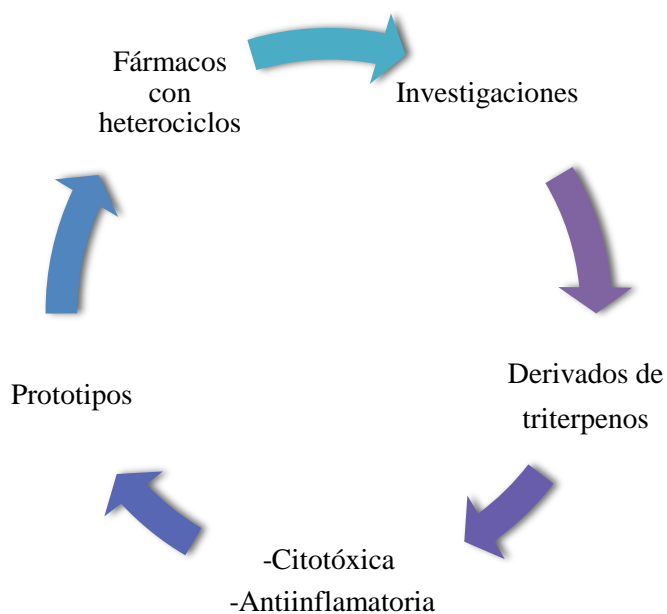 Fármacos
con
heterociclos
Investigaciones
Derivados de
triterpenos
-Citotóxica
-Antiinflamatoria
Prototipos